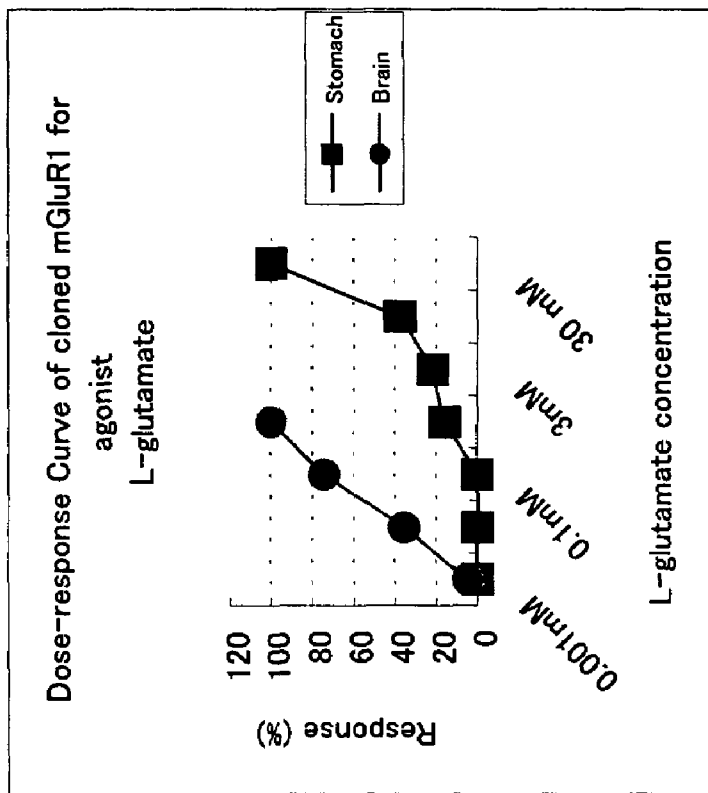 Dose-response Curve of cloned mGluR1 for
agonist
L-glutamate
120
100
80
60
40
20
0
Response (%)
0.001mM
0.1mM
3mM
30 mM
L-glutamate concentration
Stomach
Brain